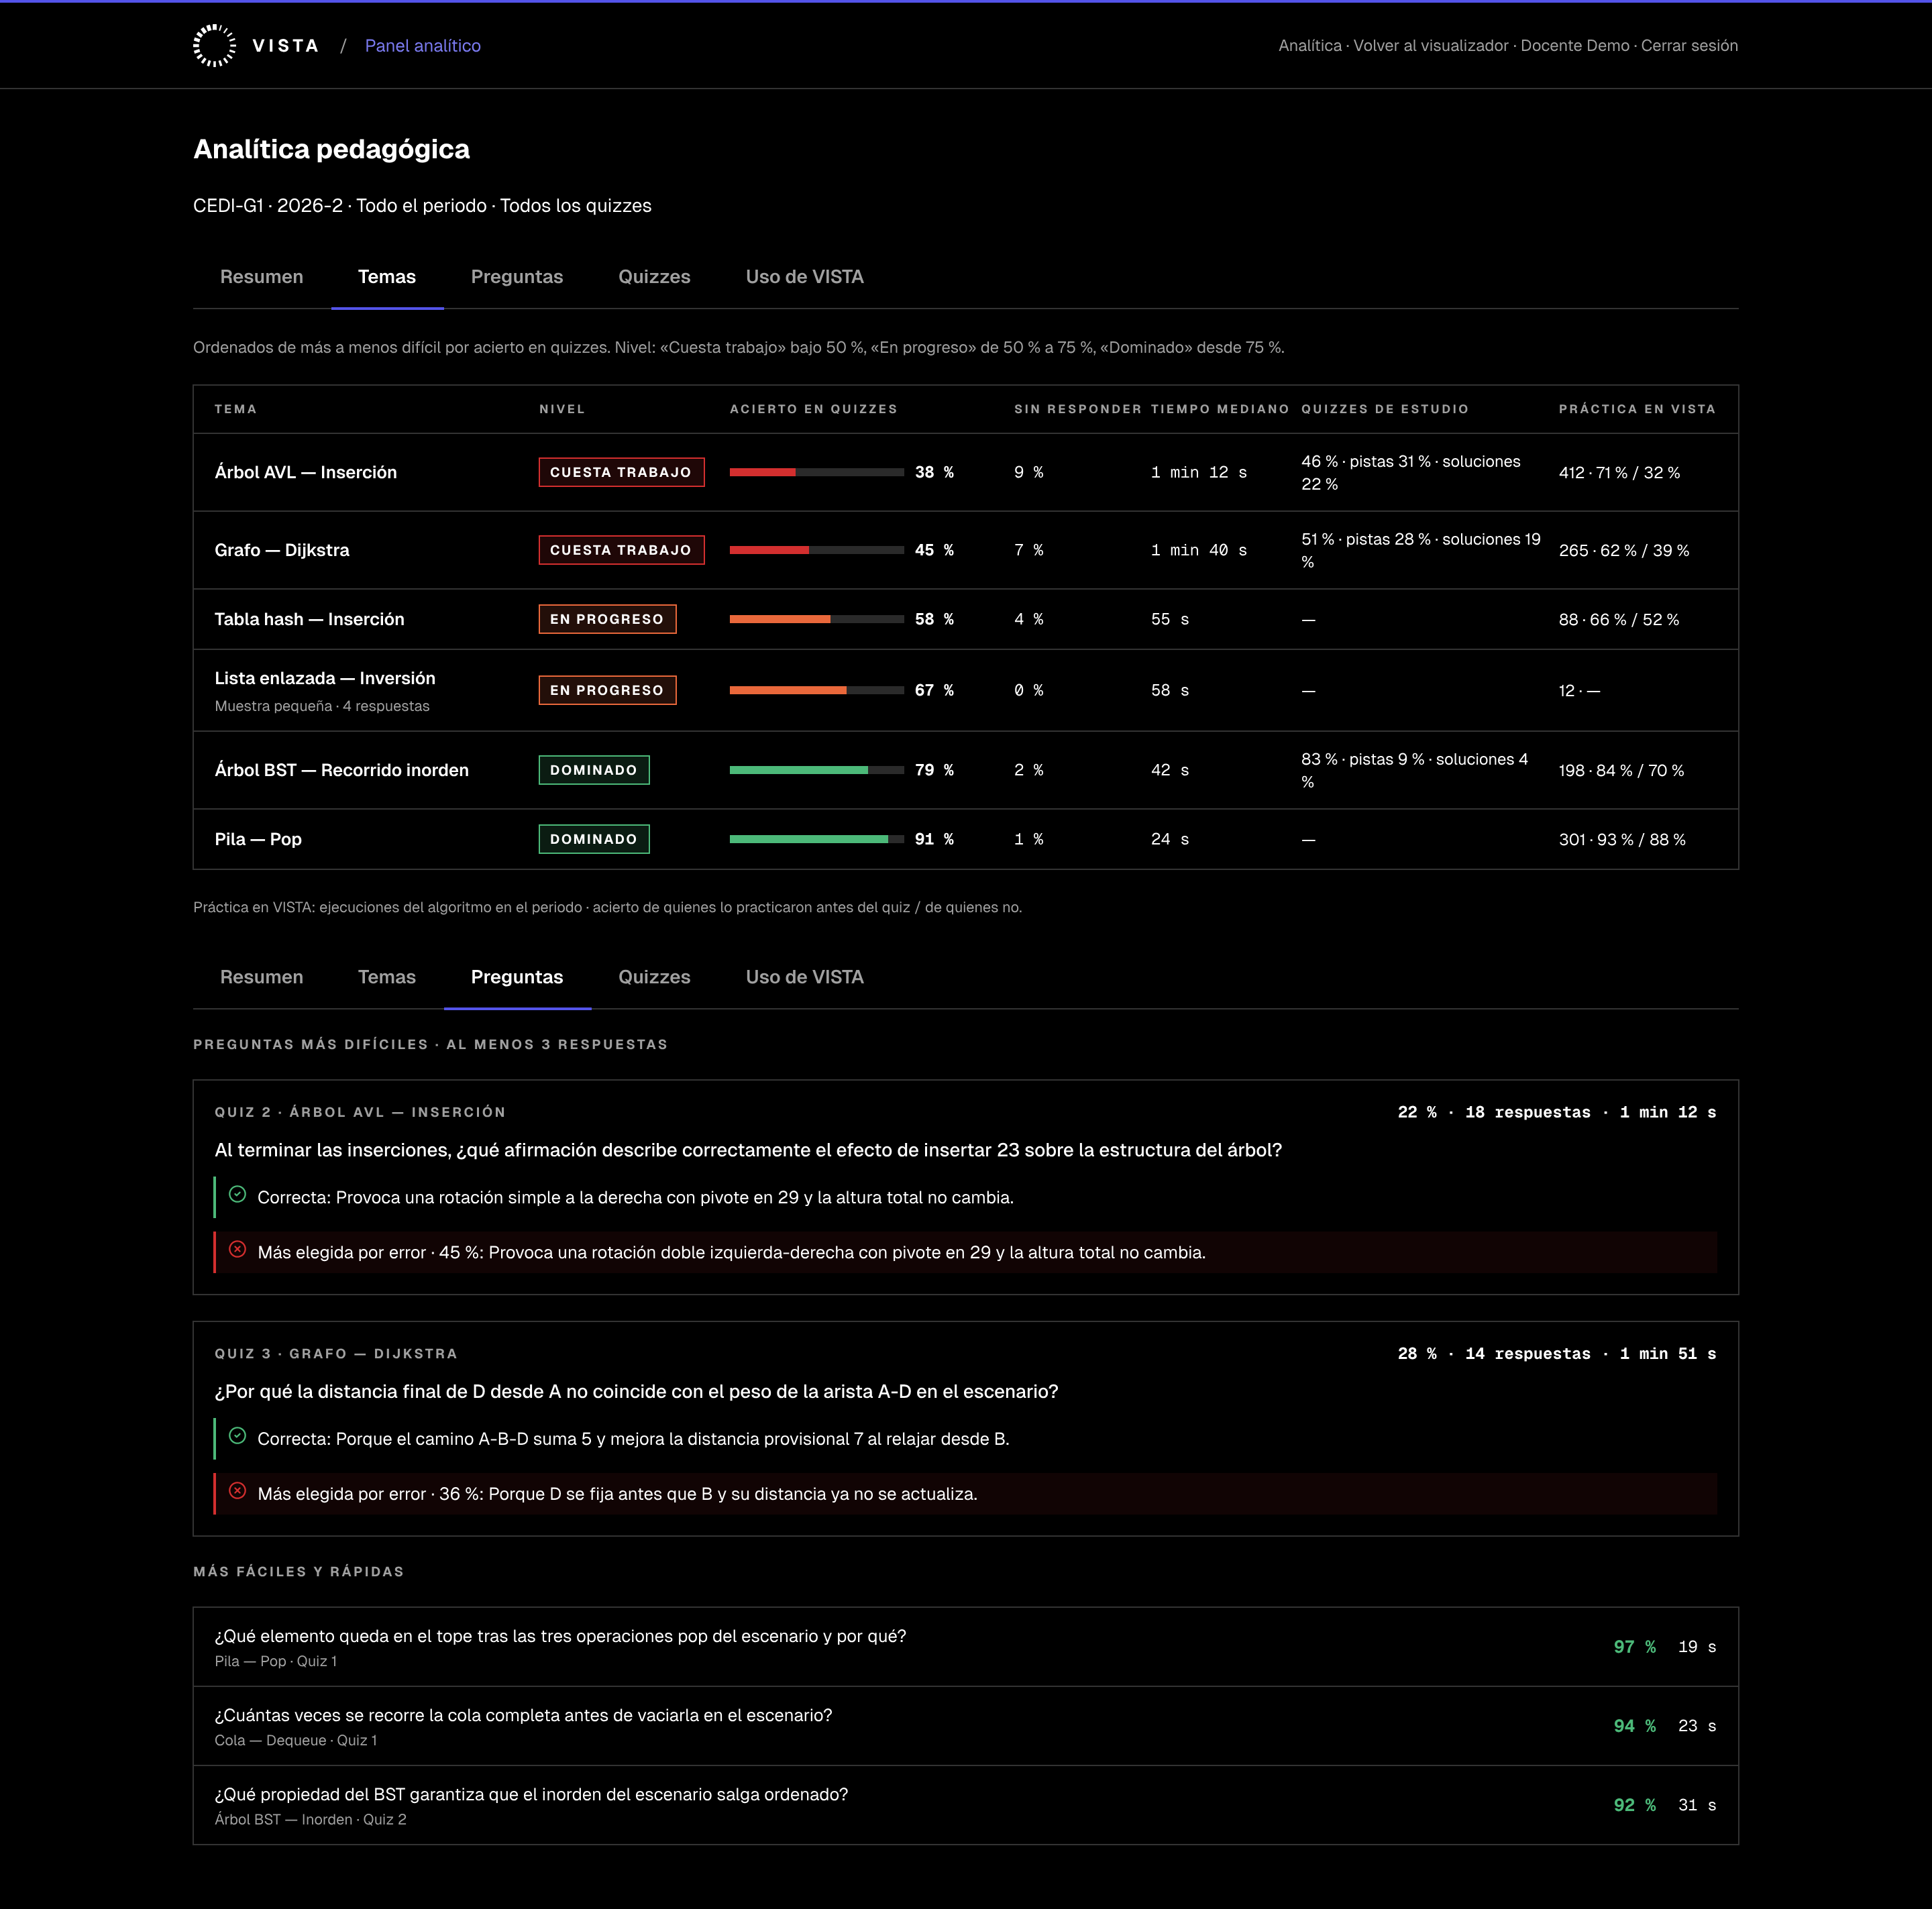 VISTA / Panel analítico
Analítica · Volver al visualizador · Docente Demo · Cerrar sesión
Analítica pedagógica
CEDI-G1 · 2026-2 · Todo el periodo · Todos los quizzes
Resumen Temas Preguntas Quizzes Uso de VISTA
Ordenados de más a menos difícil por acierto en quizzes. Nivel: «Cuesta trabajo» bajo 50 %, «En progreso» de 50 % a 75 %, «Dominado» desde 75 %.
TEMA NIVEL ACIERTO EN QUIZZES SIN RESPONDER TIEMPO MEDIANO QUIZZES DE ESTUDIO PRÁCTICA EN VISTA
Árbol AVL — Inserción CUESTA TRABAJO 38 % 9 % 1 min 12 s 46 % · pistas 31 % · soluciones 22 % 412 · 71 % / 32 %
Grafo — Dijkstra CUESTA TRABAJO 45 % 7 % 1 min 40 s 51 % · pistas 28 % · soluciones 19 % 265 · 62 % / 39 %
Tabla hash — Inserción EN PROGRESO 58 % 4 % 55 s — 88 · 66 % / 52 %
Lista enlazada — Inversión EN PROGRESO 67 % 0 % 58 s — 12 · —
Muestra pequeña · 4 respuestas
Árbol BST — Recorrido inorden DOMINADO 79 % 2 % 42 s 83 % · pistas 9 % · soluciones 4 % 198 · 84 % / 70 %
Pila — Pop DOMINADO 91 % 1 % 24 s — 301 · 93 % / 88 %
Práctica en VISTA: ejecuciones del algoritmo en el periodo · acierto de quienes lo practicaron antes del quiz / de quienes no.
Resumen Temas Preguntas Quizzes Uso de VISTA
PREGUNTAS MÁS DIFÍCILES · AL MENOS 3 RESPUESTAS
QUIZ 2 · ÁRBOL AVL — INSERCIÓN 22 % · 18 respuestas · 1 min 12 s
Al terminar las inserciones, ¿qué afirmación describe correctamente el efecto de insertar 23 sobre la estructura del árbol?
Correcta: Provoca una rotación simple a la derecha con pivote en 29 y la altura total no cambia.
Más elegida por error · 45 %: Provoca una rotación doble izquierda-derecha con pivote en 29 y la altura total no cambia.
QUIZ 3 · GRAFO — DIJKSTRA 28 % · 14 respuestas · 1 min 51 s
¿Por qué la distancia final de D desde A no coincide con el peso de la arista A-D en el escenario?
Correcta: Porque el camino A-B-D suma 5 y mejora la distancia provisional 7 al relajar desde B.
Más elegida por error · 36 %: Porque D se fija antes que B y su distancia ya no se actualiza.
MÁS FÁCILES Y RÁPIDAS
¿Qué elemento queda en el tope tras las tres operaciones pop del escenario y por qué? 97 % 19 s
Pila — Pop · Quiz 1
¿Cuántas veces se recorre la cola completa antes de vaciarla en el escenario? 94 % 23 s
Cola — Dequeue · Quiz 1
¿Qué propiedad del BST garantiza que el inorden del escenario salga ordenado? 92 % 31 s
Árbol BST — Inorden · Quiz 2